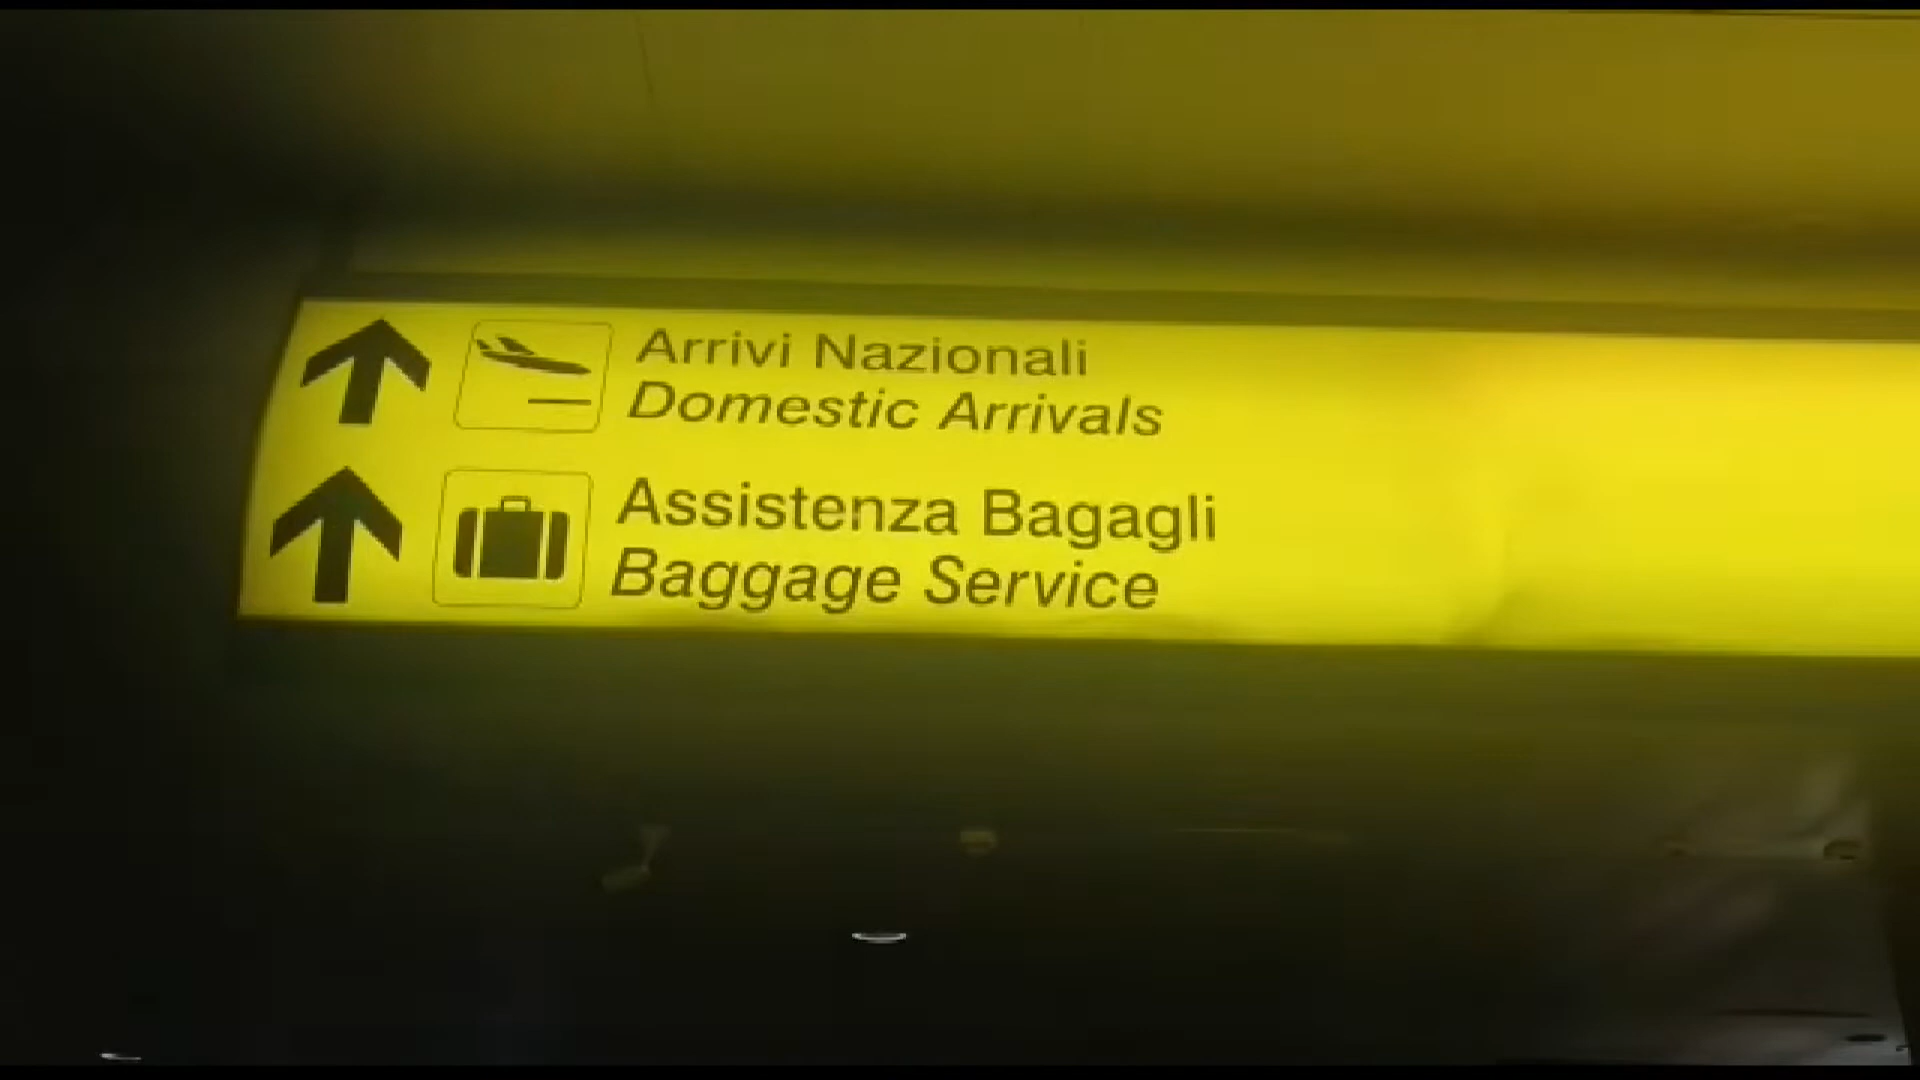 Arrivi Nazionali
Domestic Arrivals
Assistenza Bagagli
Baggage Service